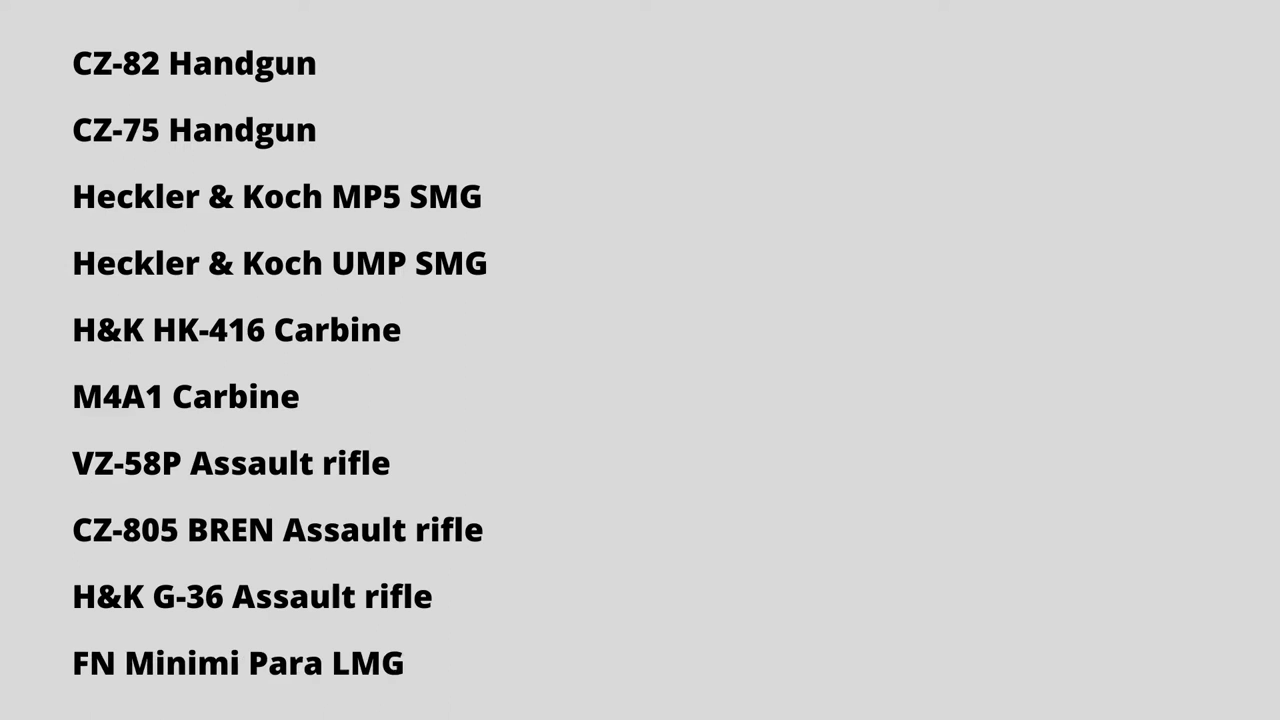 CZ-82 Handgun
CZ-75 Handgun
Heckler & Koch MP5 SMG
Heckler & Koch UMP SMG
H&K HK-416 Carbine
M4A1 Carbine
VZ-58P Assault rifle
CZ-805 BREN Assault rifle
H&K G-36 Assault rifle
FN Minimi Para LMG